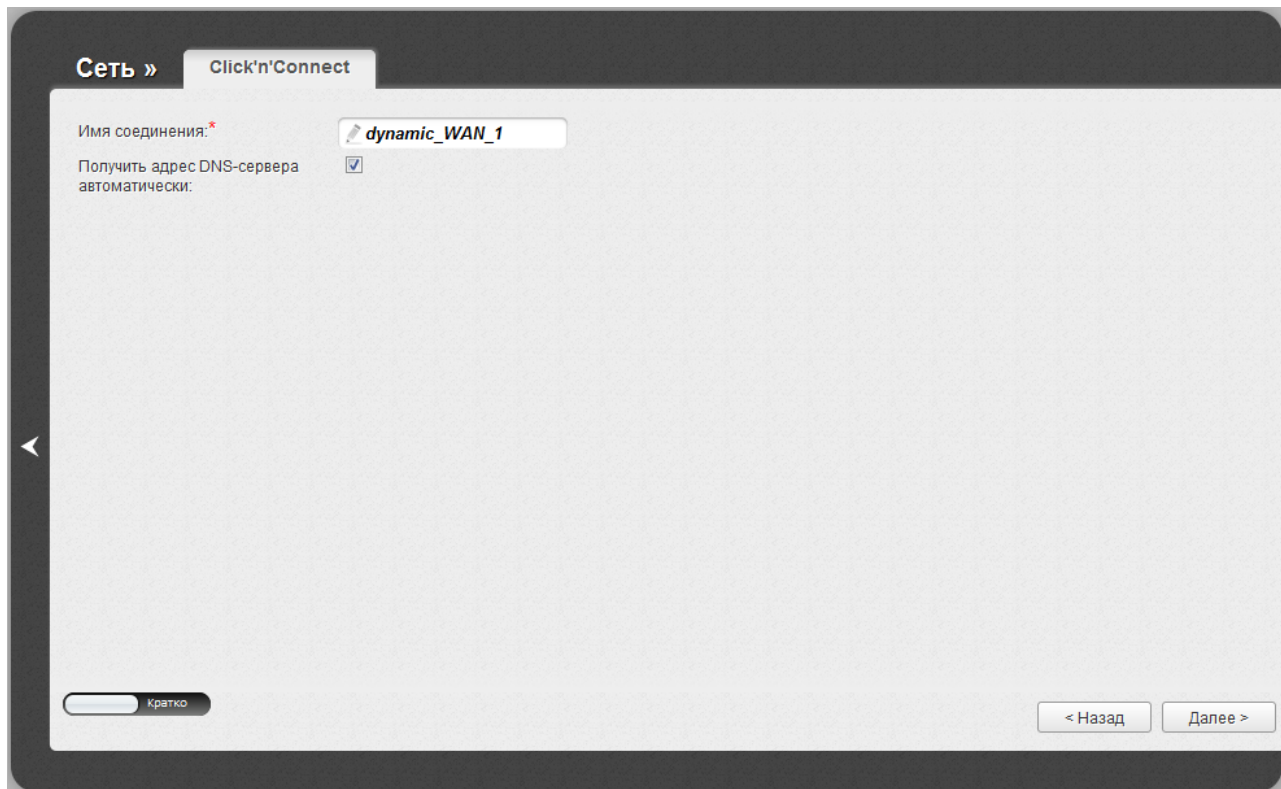 Сеть »
Click'n'Connect
Имя соединения:*
dynamic_WAN_1
Получить адрес DNS-сервера
автоматически:
Кратко
< Назад
Далее >